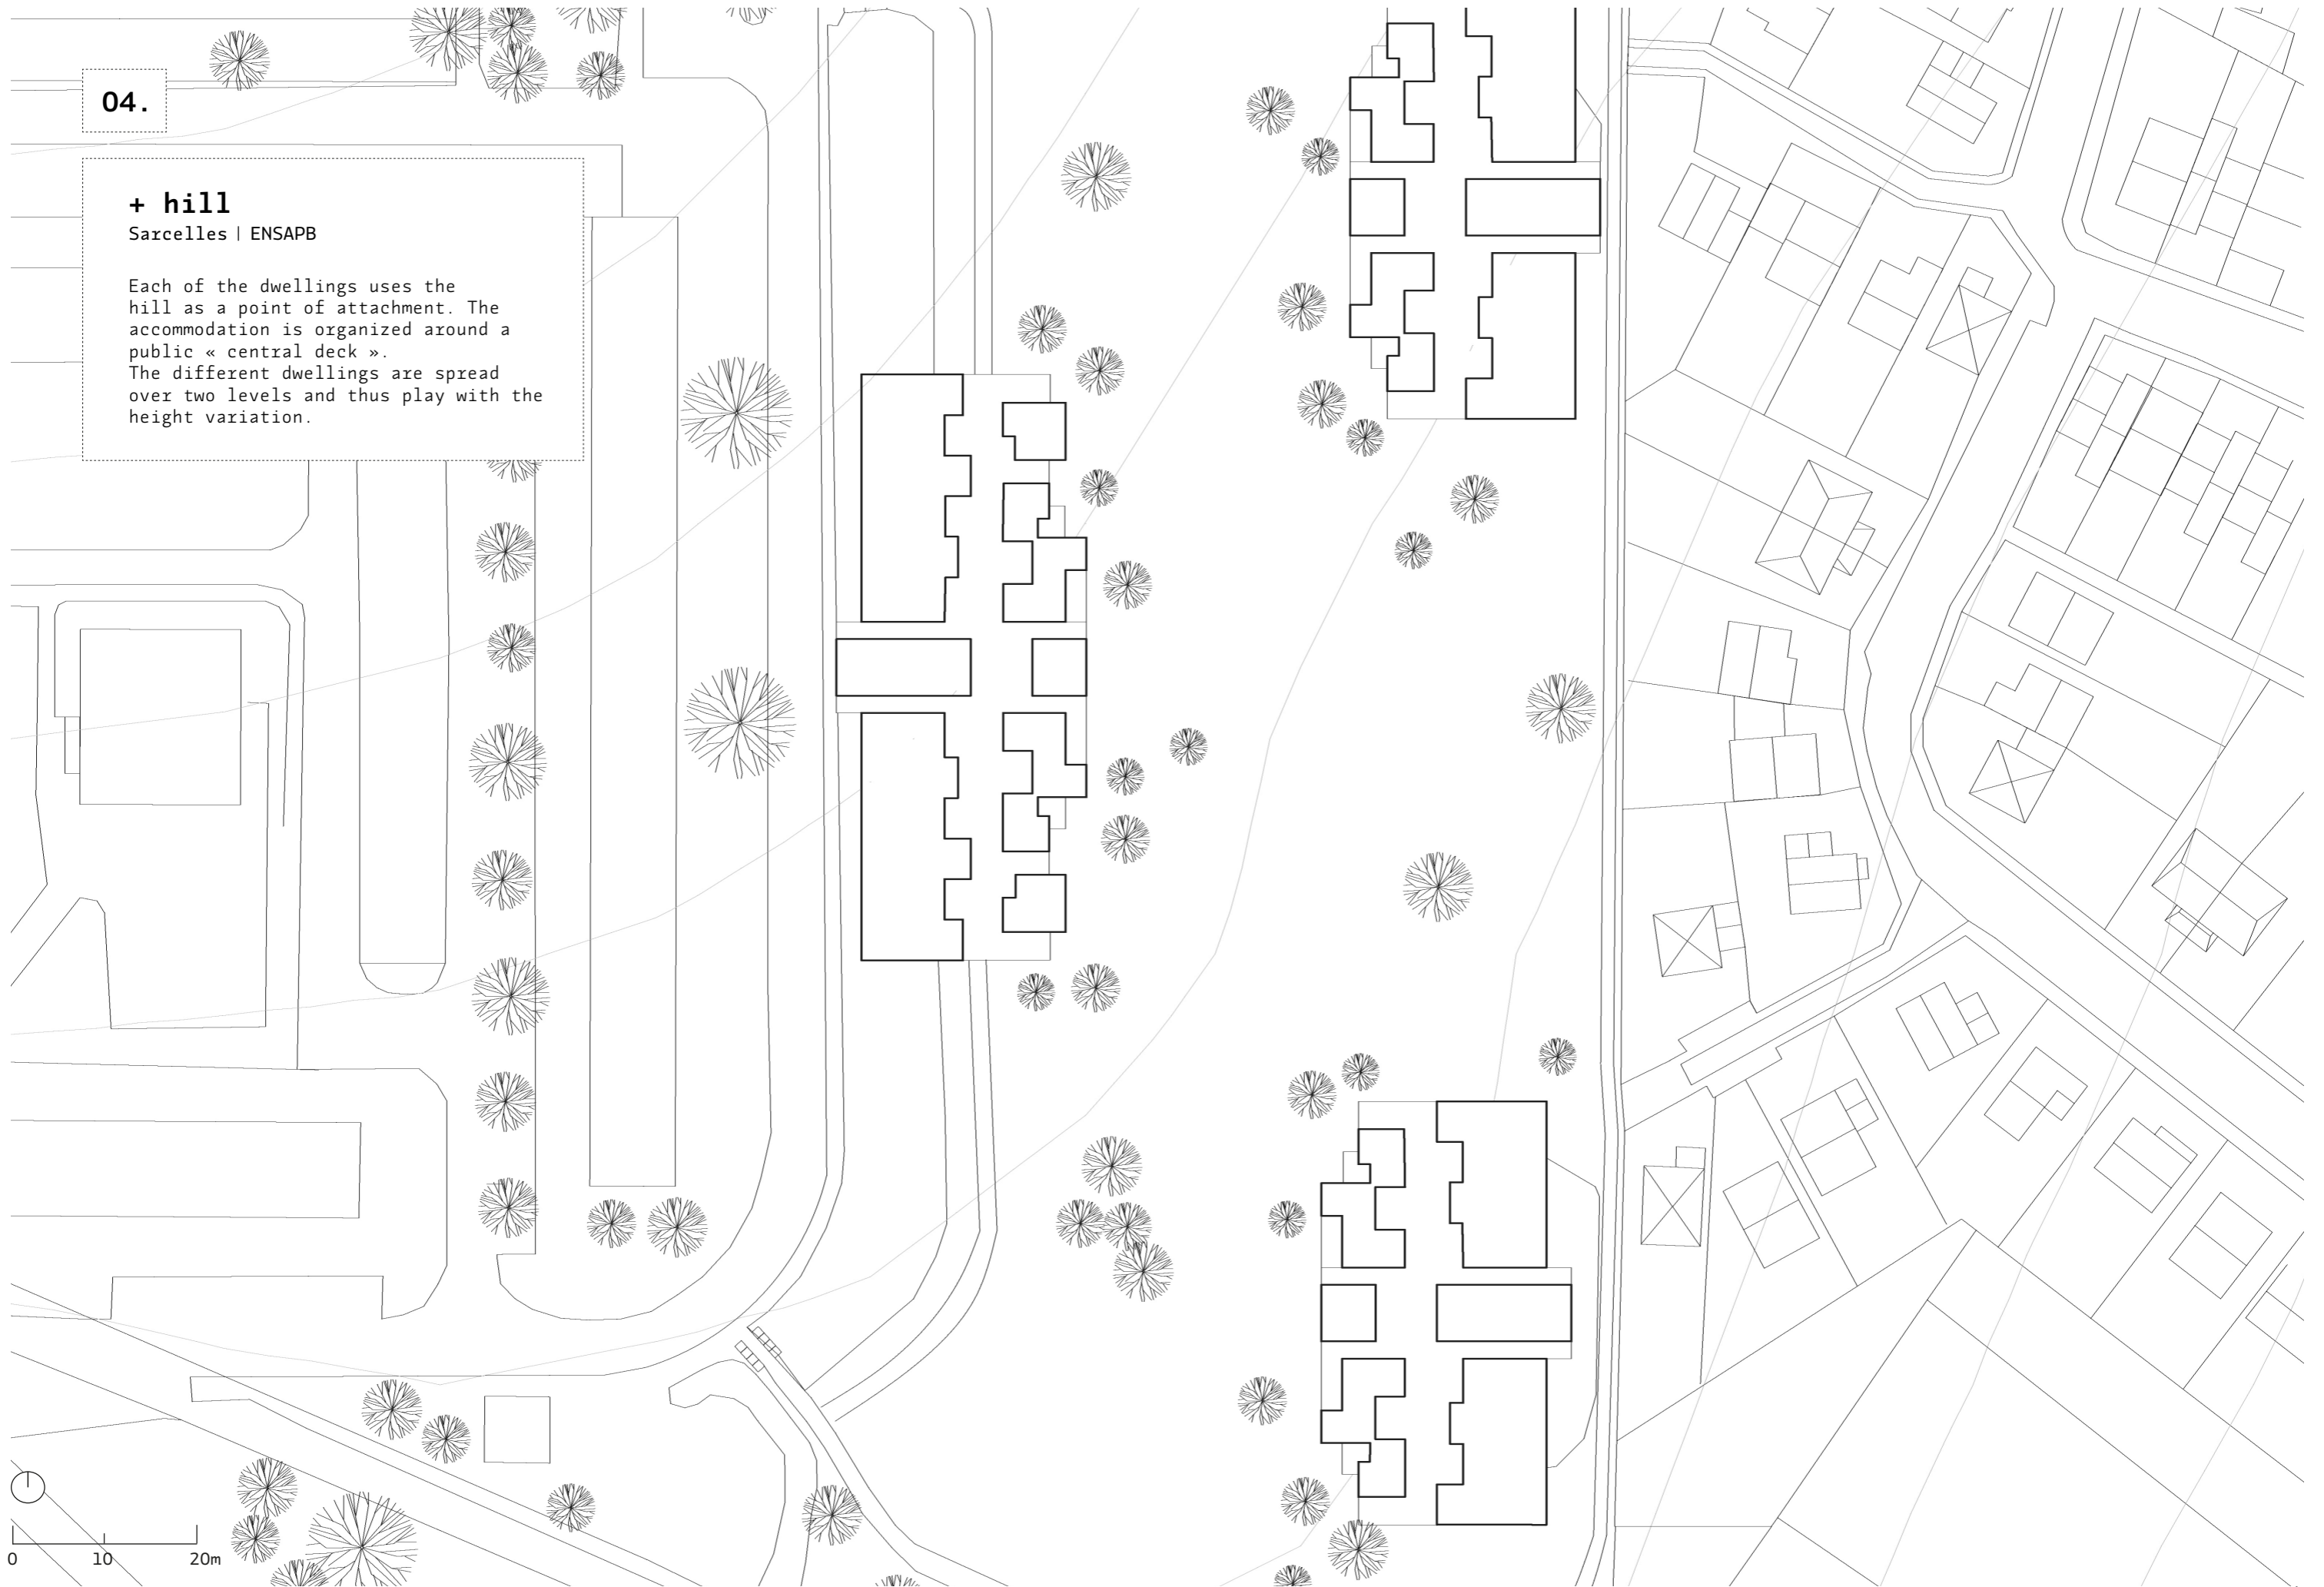 04.
+ hill
Sarcelles | ENSAPB
Each of the dwellings uses the
hill as a point of attachment. The
accommodation is organized around a
public « central deck ».
The different dwellings are spread
over two levels and thus play with the
height variation.
0 10 20m